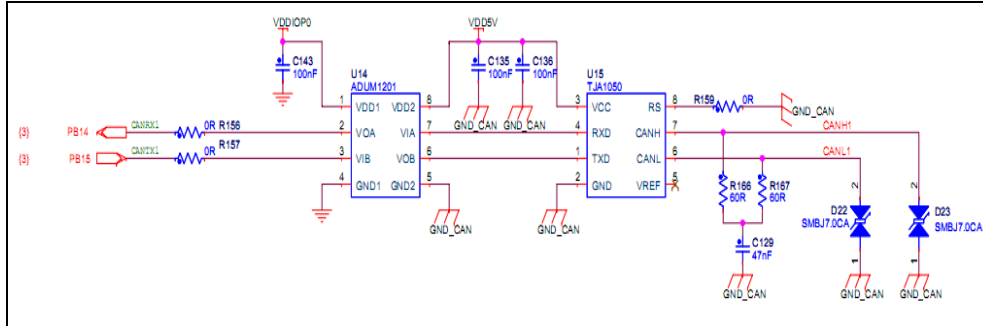 VDDIOP0
VDD5V
C143
100nF
C135
100nF
C136
100nF
U14
ADUM1201
U15
TJA1050
1 VDD1 VDD2 8
3 VCC RS 8
R159 0R
GND_CAN
GND_CAN GND_CAN
{3} PB14 CANRX1 0R R156
2 VOA VIA 7
4 RXD CANH 7
CANH1
{3} PB15 CANTX1 0R R157
3 VIB VOB 6
1 TXD CANL 6
CANL1
4 GND1 GND2 5
2 GND VREF 5
R166
60R
R167
60R
2 2
D22
SMBJ7.0CA
D23
SMBJ7.0CA
GND_CAN
GND_CAN
C129
47nF
1 1
GND_CAN
GND_CAN
GND_CAN